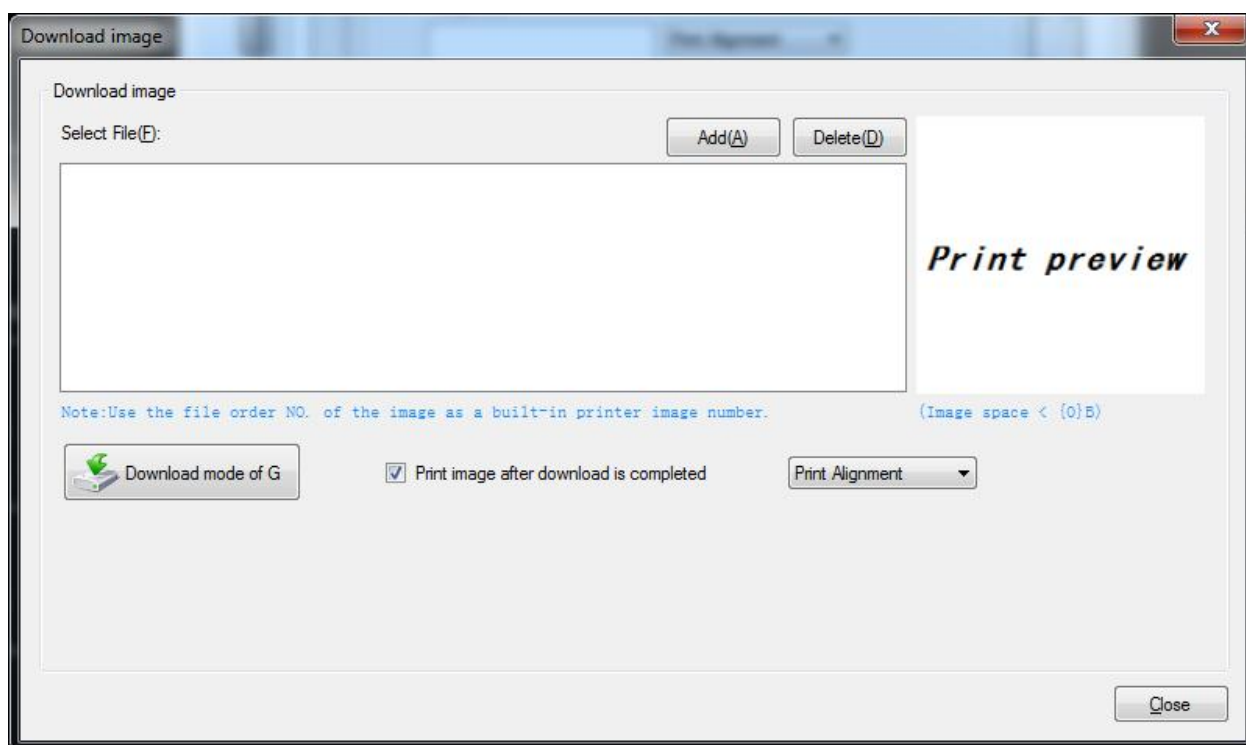 Download image
Download image
Select File(F):
Add(A)
Delete(D)
Print preview
Note:Use the file order NO. of the image as a built-in printer image number.
(Image space < {0}B)
Download mode of G
Print image after download is completed
Print Alignment
Close